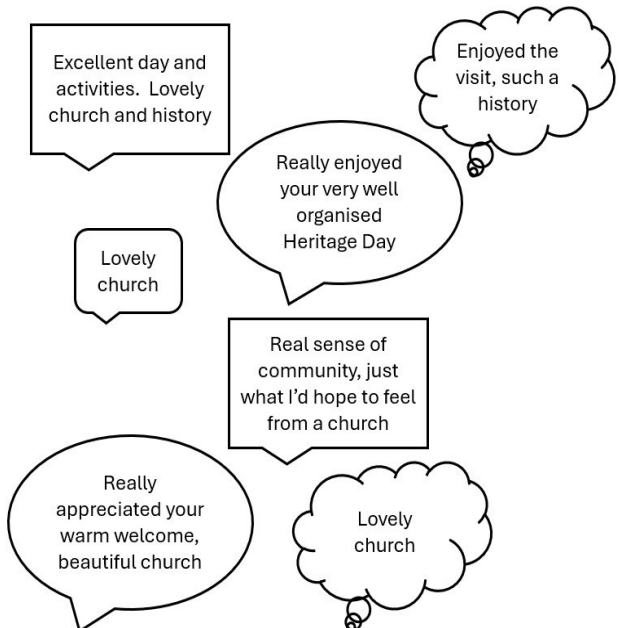 Excellent day and
activities.  Lovely
church and history
Enjoyed the
visit, such a
history
Really enjoyed
your very well
organised
Heritage Day
Lovely
church
Real sense of
community, just
what I’d hope to feel
from a church
Really
appreciated your
warm welcome,
beautiful church
Lovely
church